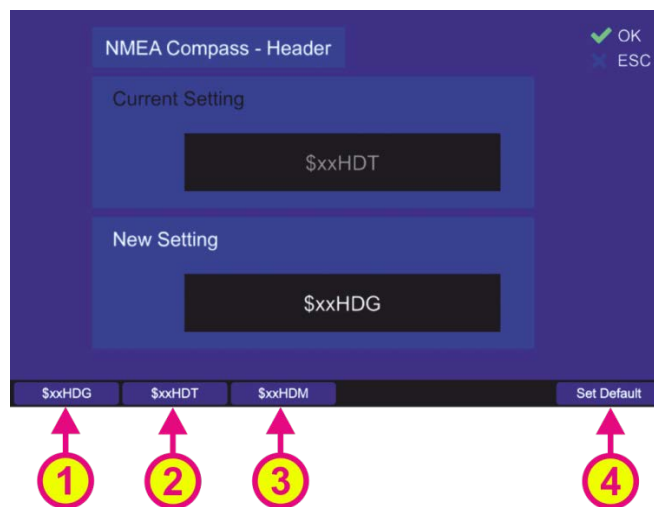 NMEA Compass - Header
OK
ESC
Current Setting
$xxHDT
New Setting
$xxHDG
$xxHDG $xxHDT $xxHDM Set Default
1 2 3 4